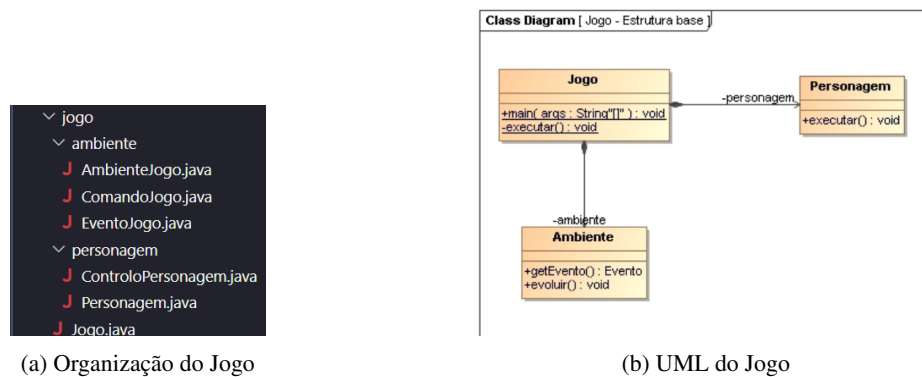 jogo
ambiente
AmbienteJogo.java
ComandoJogo.java
EventoJogo.java
personagem
ControloPersonagem.java
Personagem.java
Jogo.java
(a) Organização do Jogo
Class Diagram [ Jogo - Estrutura base ]
Jogo
+main( args : String"[]" ) : void
-executar() : void
-personagem
Personagem
+executar() : void
-ambiente
Ambiente
+getEvento() : Evento
+evoluir() : void
(b) UML do Jogo